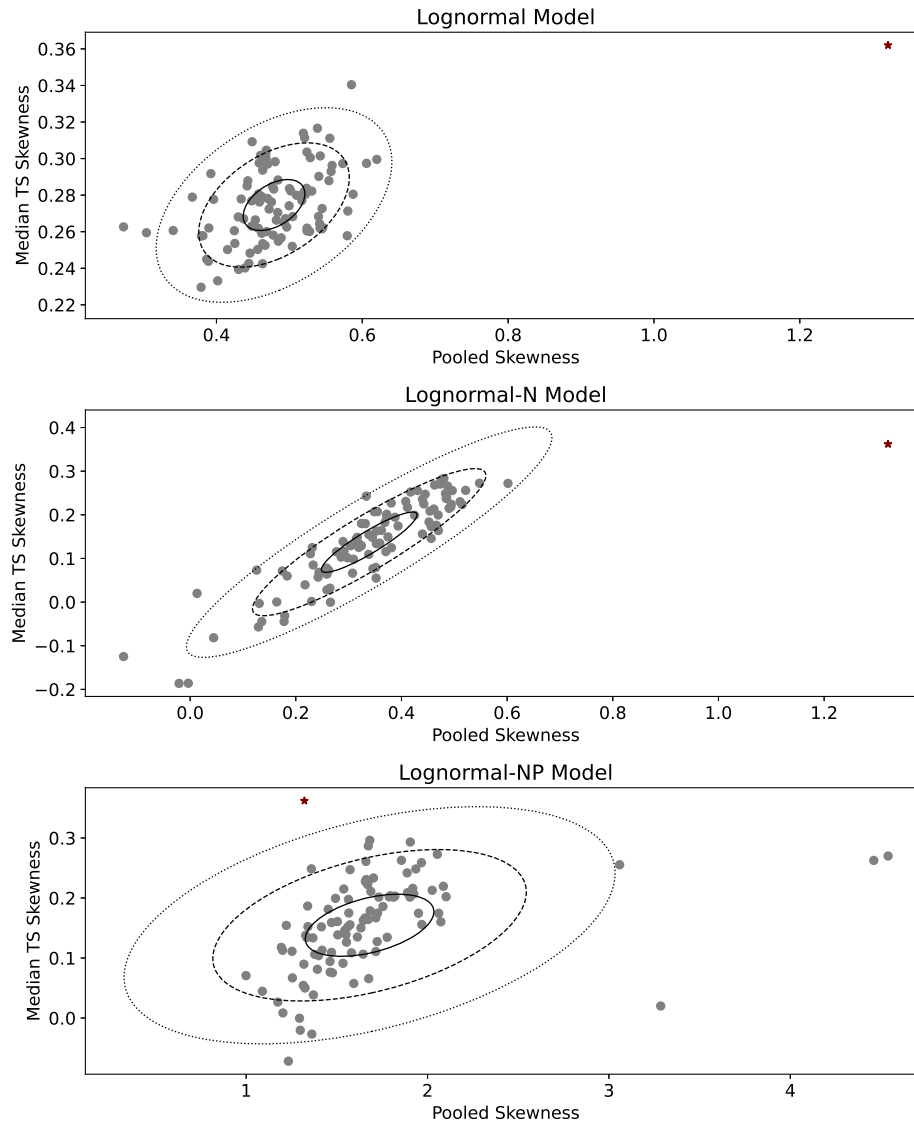 Lognormal Model
Median TS Skewness
0.36
0.34
0.32
0.30
0.28
0.26
0.24
0.22
0.4 0.6 0.8 1.0 1.2
Pooled Skewness
Lognormal-N Model
Median TS Skewness
0.4
0.3
0.2
0.1
0.0
−0.1
−0.2
0.0 0.2 0.4 0.6 0.8 1.0 1.2
Pooled Skewness
Lognormal-NP Model
Median TS Skewness
0.3
0.2
0.1
0.0
1 2 3 4
Pooled Skewness